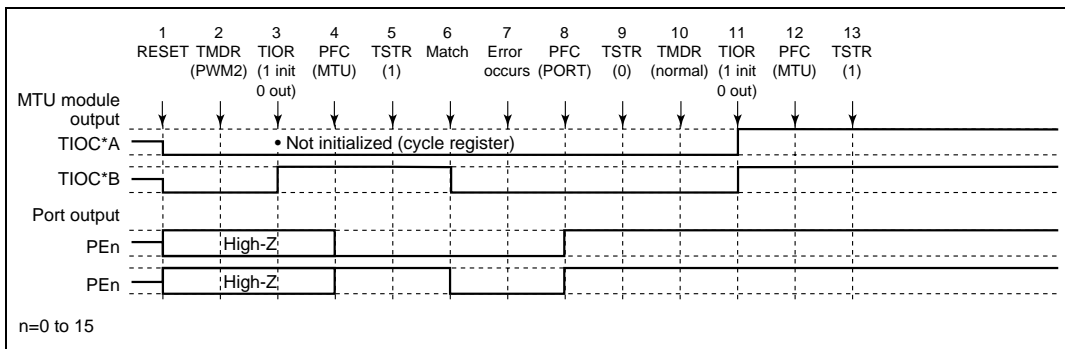 1 2 3 4 5 6 7 8 9 10 11 12 13
RESET TMDR TIOR PFC TSTR Match Error PFC TSTR TMDR TIOR PFC TSTR
(PWM2) (1 init (MTU) (1) occurs (PORT) (0) (normal) (1 init (MTU) (1)
0 out) 0 out)
MTU module
output
TIOC*A
• Not initialized (cycle register)
TIOC*B
Port output
PEn
High-Z
PEn
High-Z
n=0 to 15